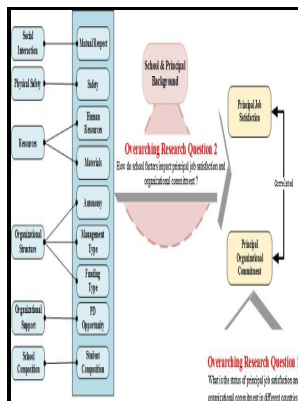 Social
Interaction
Mutual Respect
Physical Safety
Safety
Resources
Human
Resources
Materials
Organizational
Structure
Autonomy
Management
Type
Funding
Type
Organizational
Support
PD
Opportunity
School
Composition
Student
Composition
School & Principal
Background
Overarching Research Question 2
How do school factors impact principal job satisfaction and
organizational commitment ?
Principal Job
Satisfaction
Correlated
Principal
Organizational
Commitment
Overarching Research Question 1
What is the status of principal job satisfaction and
organizational commitment in different countries